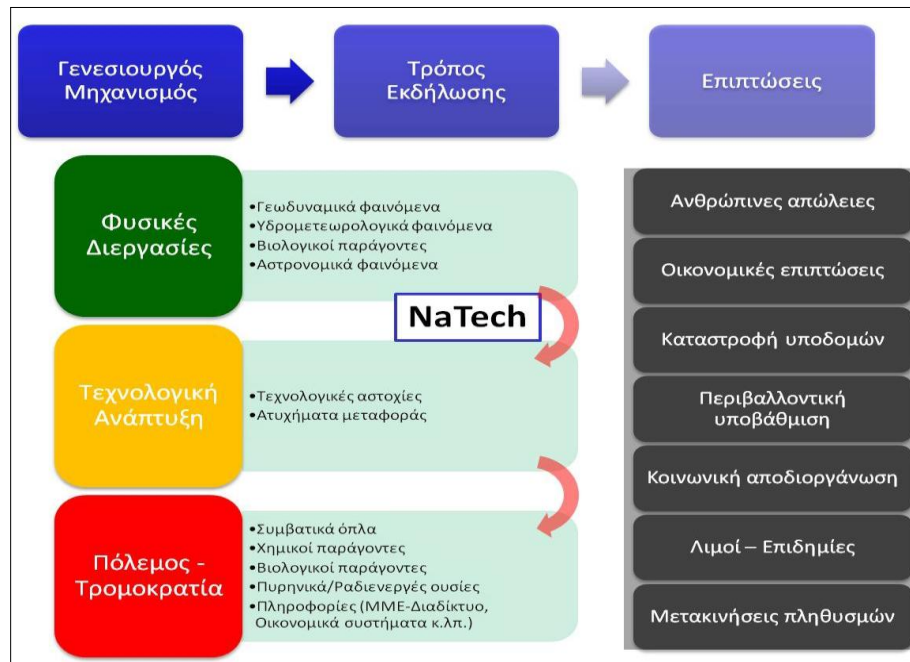 Γενεσιουργός
Μηχανισμός
Τρόπος
Εκδήλωσης
Επιπτώσεις
Φυσικές
Διεργασίες
•Γεωδυναμικά φαινόμενα
•Υδρομετεωρολογικά φαινόμενα
•Βιολογικοί παράγοντες
•Αστρονομικά φαινόμενα
NaTech
Τεχνολογική
Ανάπτυξη
•Τεχνολογικές αστοχίες
•Ατυχήματα μεταφοράς
Πόλεμος -
Τρομοκρατία
•Συμβατικά όπλα
•Χημικοί παράγοντες
•Βιολογικοί παράγοντες
•Πυρηνικά/Ραδιενεργές ουσίες
•Πληροφορίες (ΜΜΕ-Διαδίκτυο,
Οικονομικά συστήματα κ.λπ.)
Ανθρώπινες απώλειες
Οικονομικές επιπτώσεις
Καταστροφή υποδομών
Περιβαλλοντική
υποβάθμιση
Κοινωνική αποδιοργάνωση
Λιμοί – Επιδημίες
Μετακινήσεις πληθυσμών